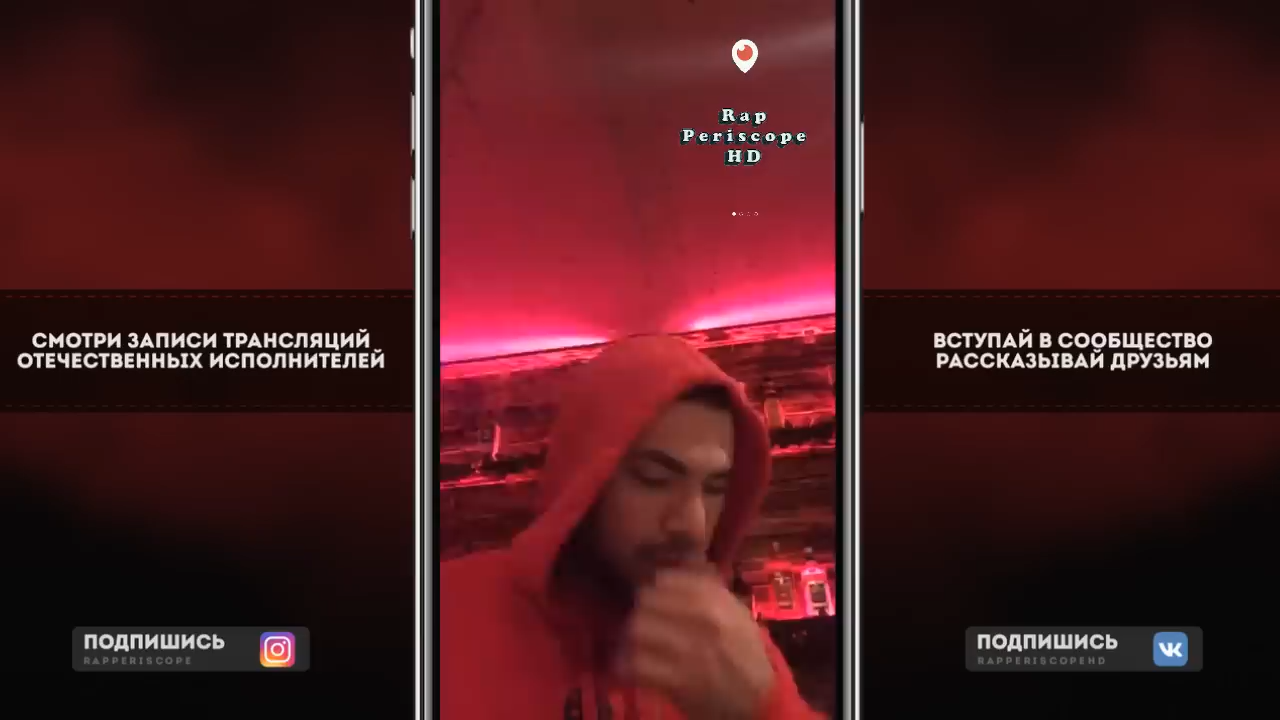 Rap
Periscope
HD
СМОТРИ ЗАПИСИ ТРАНСЛЯЦИЙ
ОТЕЧЕСТВЕННЫХ ИСПОЛНИТЕЛЕЙ
ВСТУПАЙ В СООБЩЕСТВО
РАССКАЗЫВАЙ ДРУЗЬЯМ
ПОДПИШИСЬ
RAPPERISCOPE
ПОДПИШИСЬ
RAPPERISCOPEHD